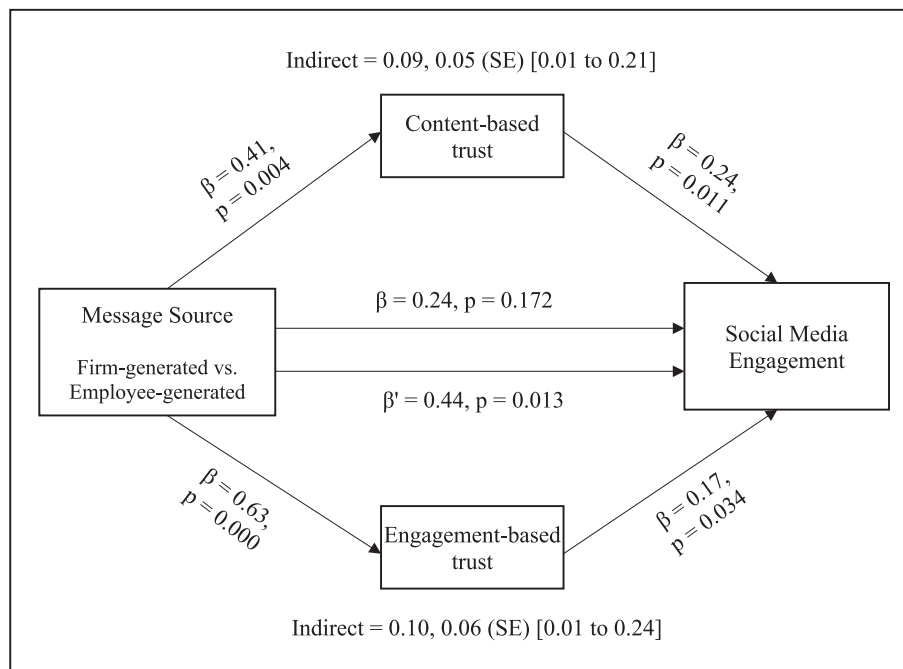 Indirect = 0.09, 0.05 (SE) [0.01 to 0.21]
Content-based
trust
β = 0.41,
p = 0.004
β = 0.24,
p = 0.011
Message Source
Firm-generated vs.
Employee-generated
β = 0.24, p = 0.172
β' = 0.44, p = 0.013
Social Media
Engagement
β = 0.63,
p = 0.000
Engagement-based
trust
β = 0.17,
p = 0.034
Indirect = 0.10, 0.06 (SE) [0.01 to 0.24]